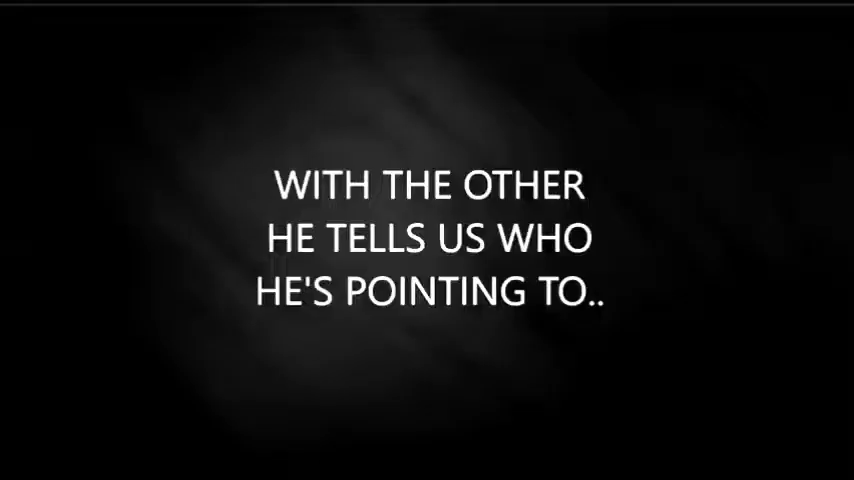 WITH THE OTHER
HE TELLS US WHO
HE'S POINTING TO..